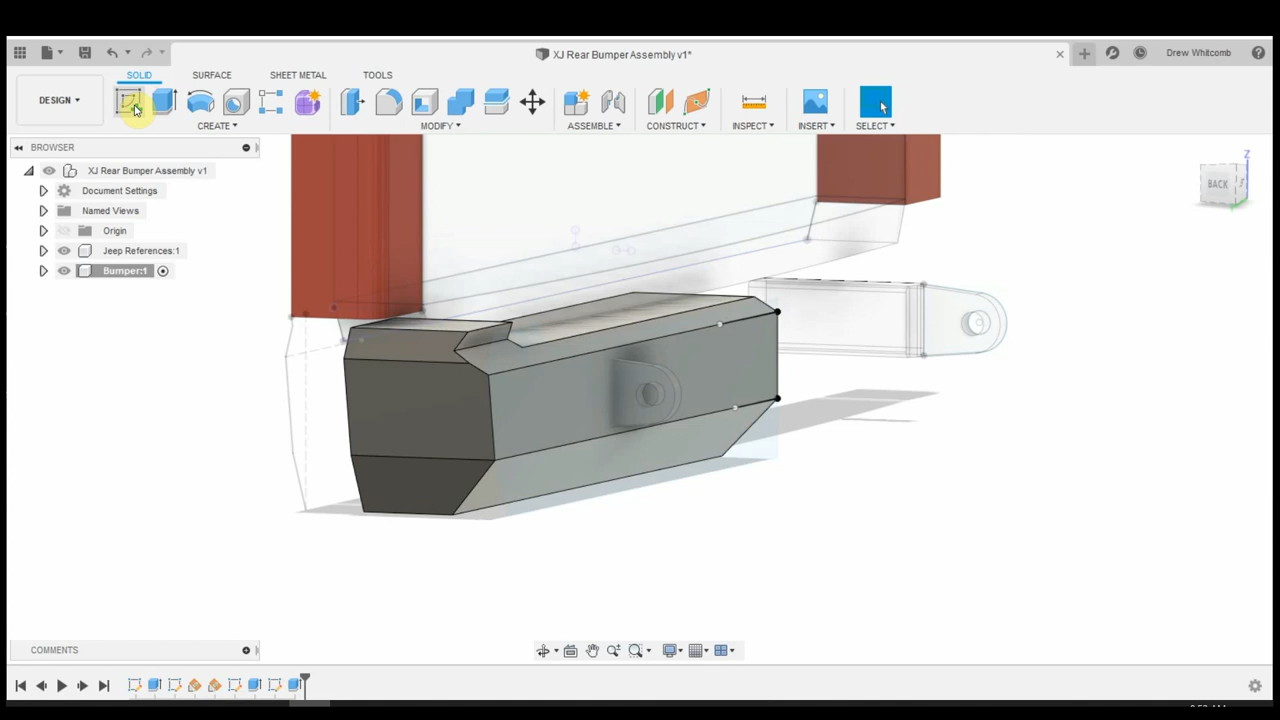 XJ Rear Bumper Assembly v1*
Drew Whitcomb
SOLID SURFACE SHEET METAL TOOLS
DESIGN
CREATE MODIFY ASSEMBLE CONSTRUCT INSPECT INSERT SELECT
BROWSER
XJ Rear Bumper Assembly v1
Document Settings
Named Views
Origin
Jeep References:1
Bumper:1
Z
BACK
COMMENTS